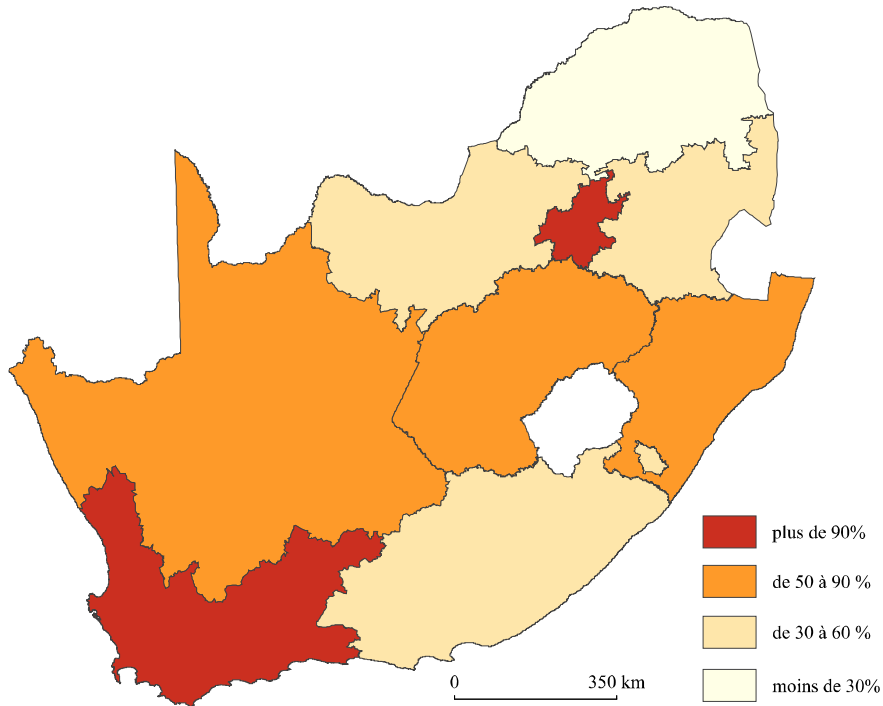 plus de 90%
de 50 à 90 %
de 30 à 60 %
moins de 30%
0 350 km